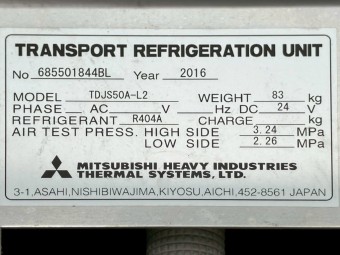 TRANSPORT REFRIGERATION UNIT
No 685501844BL Year 2016
MODEL TDJS50A-L2 WEIGHT 83 kg
PHASE AC V Hz DC 24 V
REFRIGERANT R404A CHARGE kg
AIR TEST PRESS. HIGH SIDE 3.24 MPa
LOW SIDE 2.26 MPa
MITSUBISHI HEAVY INDUSTRIES
THERMAL SYSTEMS, LTD.
3-1,ASAHI,NISHIBIWAJIMA,KIYOSU,AICHI,452-8561 JAPAN